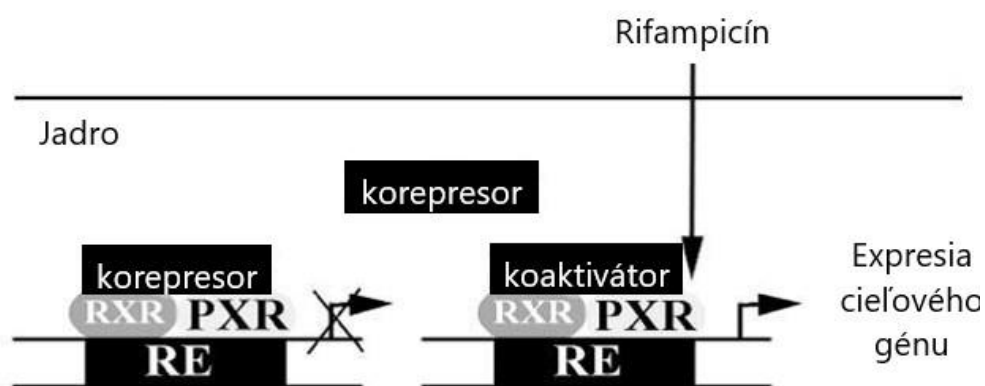 Rifampicín
Jadro
korepresor
korepresor
RXR PXR
RE
koaktivátor
RXR PXR
RE
Expresia
cieľového
génu